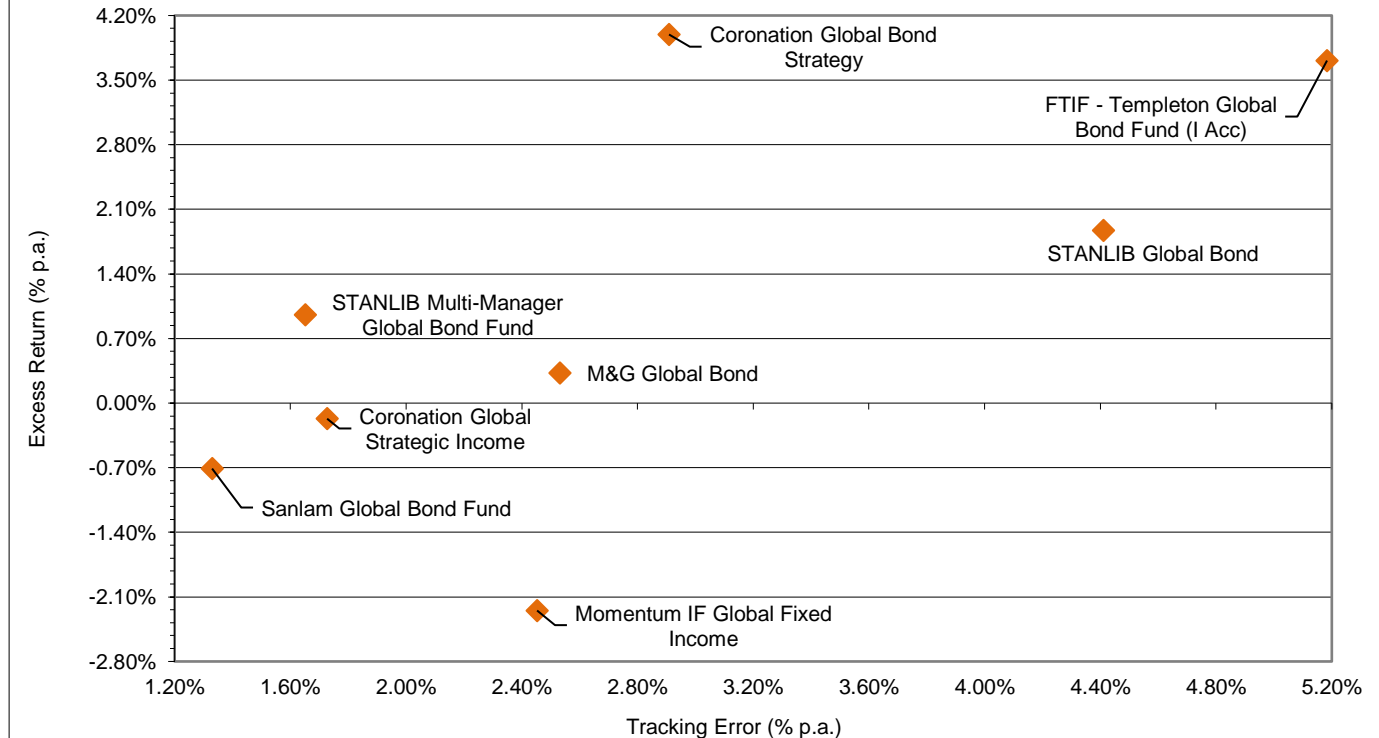 4.20%
Coronation Global Bond
Strategy
3.50%
FTIF - Templeton Global
Bond Fund (I Acc)
2.80%
2.10%
STANLIB Global Bond
1.40%
STANLIB Multi-Manager
Global Bond Fund
0.70%
M&G Global Bond
0.00%
Coronation Global
Strategic Income
-0.70%
Sanlam Global Bond Fund
-1.40%
-2.10%
Momentum IF Global Fixed
Income
-2.80%
Excess Return (% p.a.)
1.20% 1.60% 2.00% 2.40% 2.80% 3.20% 3.60% 4.00% 4.40% 4.80% 5.20%
Tracking Error (% p.a.)